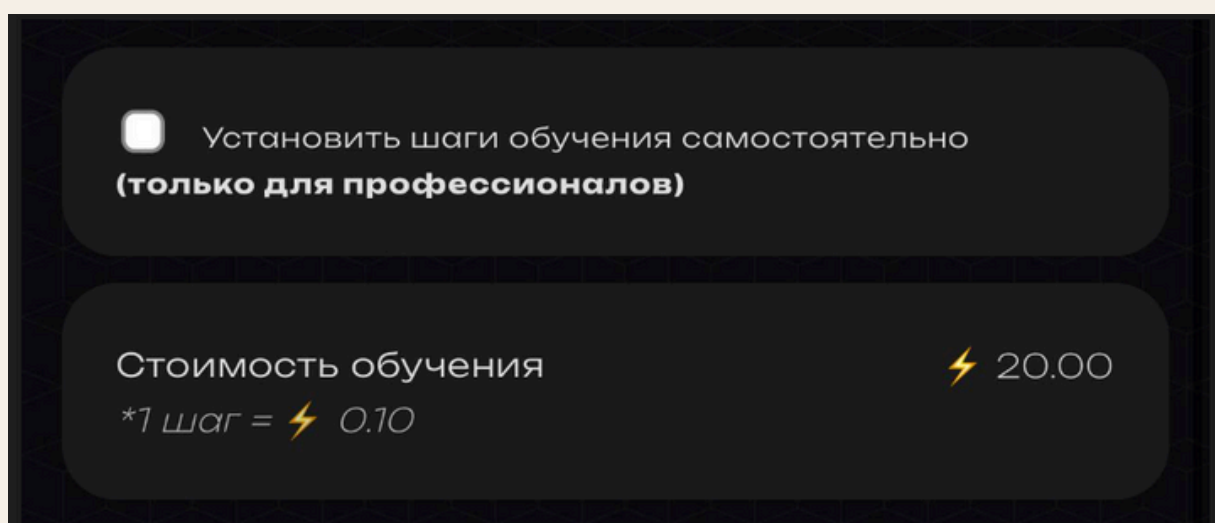 Установить шаги обучения самостоятельно
(только для профессионалов)
Стоимость обучения ⚡ 20.00
*1 шаг = ⚡ 0.10